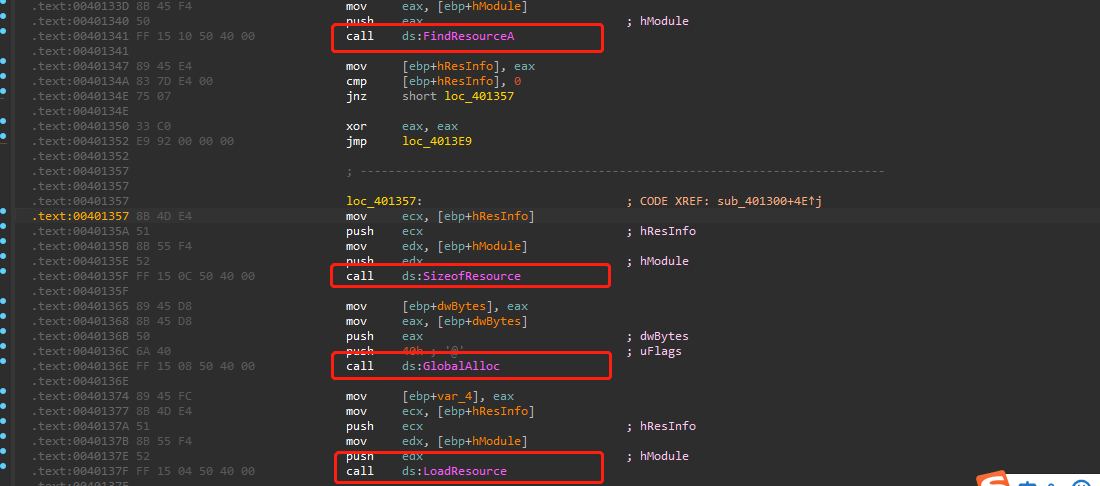 .text:0040133D 8B 45 F4 mov eax, [ebp+hModule]
.text:00401340 50 push eax ; hModule
.text:00401341 FF 15 10 50 40 00 call ds:FindResourceA
.text:00401341
.text:00401347 89 45 E4 mov [ebp+hResInfo], eax
.text:0040134A 83 7D E4 00 cmp [ebp+hResInfo], 0
.text:0040134E 75 07 jnz short loc_401357
.text:0040134E
.text:00401350 33 C0 xor eax, eax
.text:00401352 E9 92 00 00 00 jmp loc_4013E9
.text:00401352
.text:00401357 ; ---------------------------------------------------------------------------
.text:00401357
.text:00401357 loc_401357: ; CODE XREF: sub_401300+4E↑j
.text:00401357 8B 4D E4 mov ecx, [ebp+hResInfo]
.text:0040135A 51 push ecx ; hResInfo
.text:0040135B 8B 55 F4 mov edx, [ebp+hModule]
.text:0040135E 52 push edx ; hModule
.text:0040135F FF 15 0C 50 40 00 call ds:SizeofResource
.text:0040135F
.text:00401365 89 45 D8 mov [ebp+dwBytes], eax
.text:00401368 8B 45 D8 mov eax, [ebp+dwBytes]
.text:0040136B 50 push eax ; dwBytes
.text:0040136C 6A 40 push 40h ; '@' ; uFlags
.text:0040136E FF 15 08 50 40 00 call ds:GlobalAlloc
.text:0040136E
.text:00401374 89 45 FC mov [ebp+var_4], eax
.text:00401377 8B 4D E4 mov ecx, [ebp+hResInfo]
.text:0040137A 51 push ecx ; hResInfo
.text:0040137B 8B 55 F4 mov edx, [ebp+hModule]
.text:0040137E 52 push edx ; hModule
.text:0040137F FF 15 04 50 40 00 call ds:LoadResource
.text:0040137F